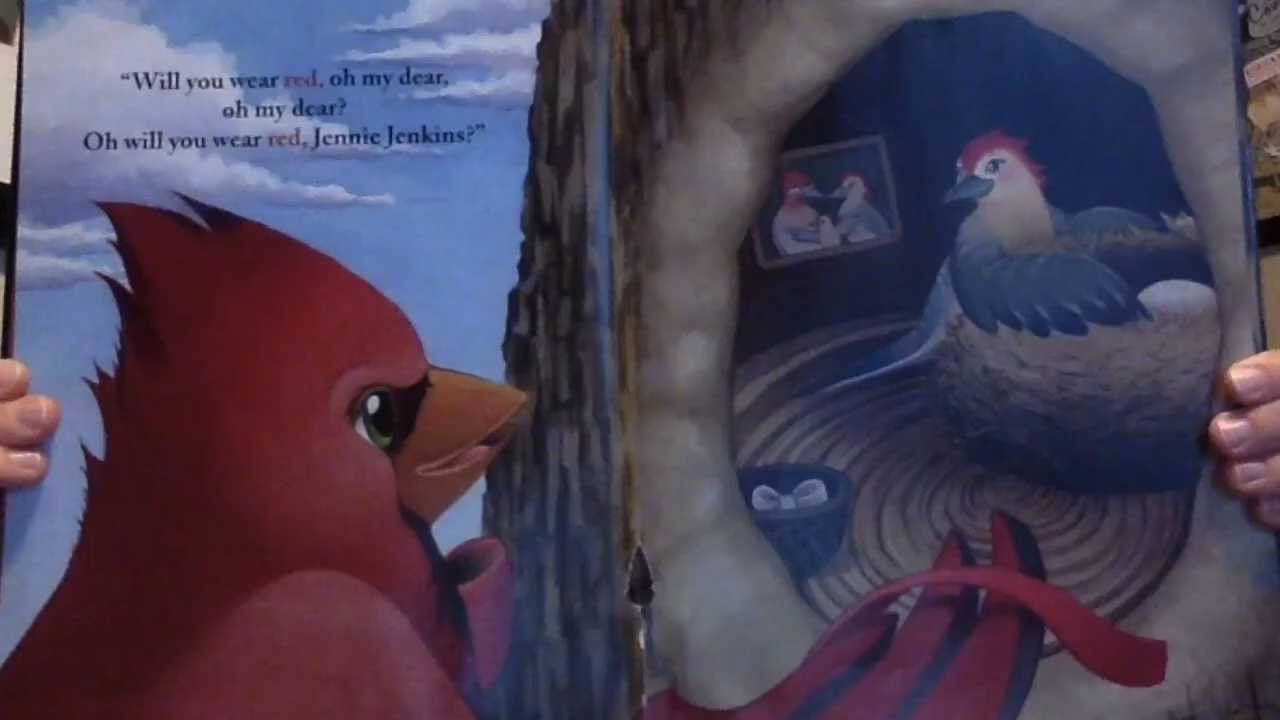 “Will you wear red, oh my dear,
oh my dear?
Oh will you wear red, Jennie Jenkins?”